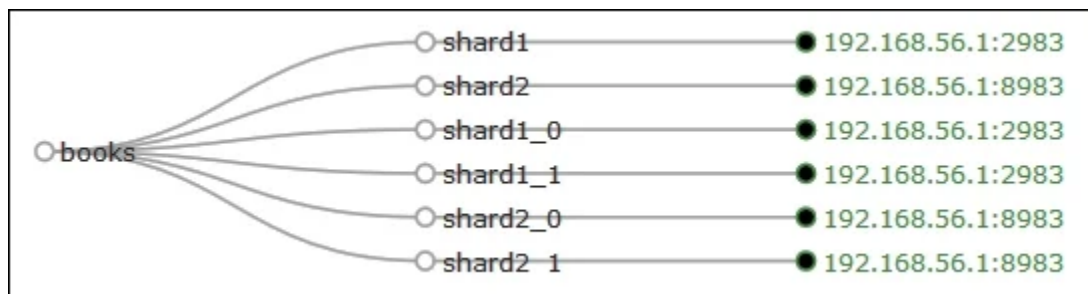 shard1 192.168.56.1:2983
shard2 192.168.56.1:8983
shard1_0 192.168.56.1:2983
books
shard1_1 192.168.56.1:2983
shard2_0 192.168.56.1:8983
shard2_1 192.168.56.1:8983